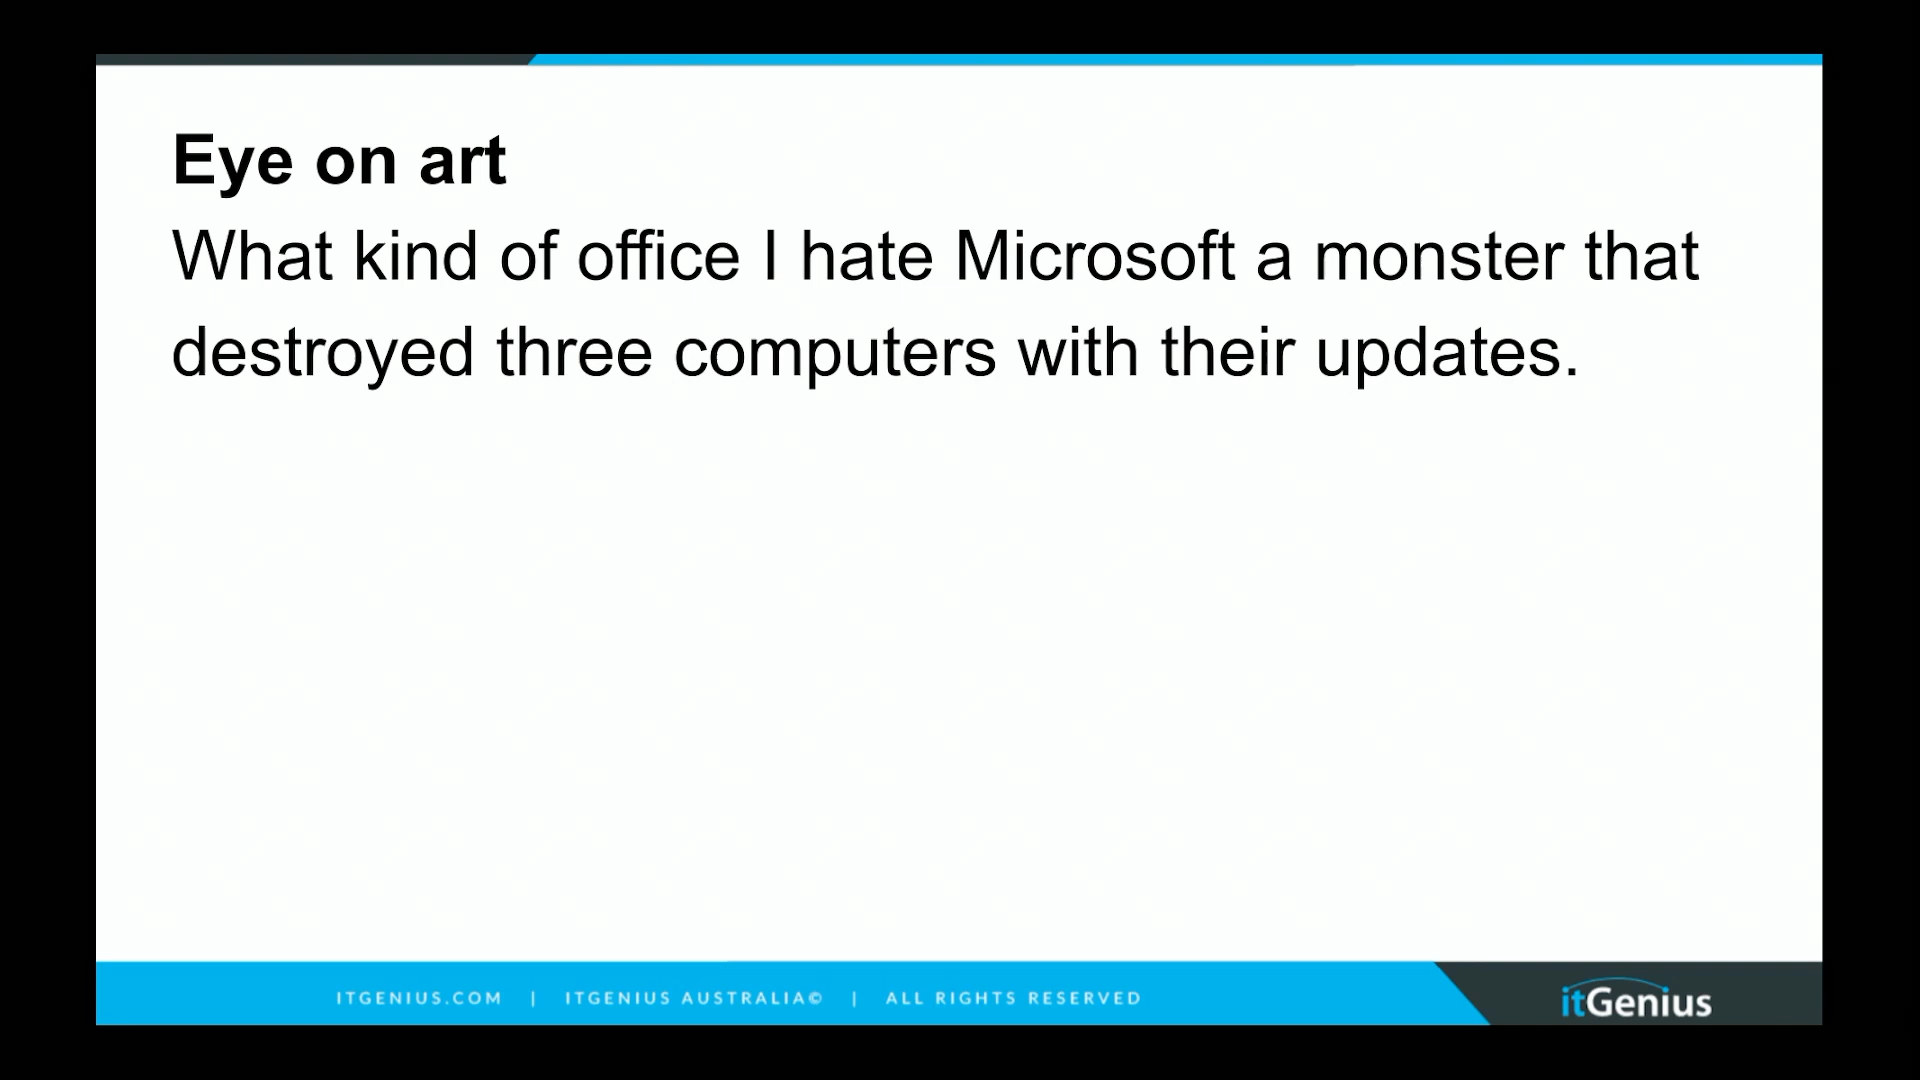 Eye on art
What kind of office I hate Microsoft a monster that
destroyed three computers with their updates.
ITGENIUS.COM | ITGENIUS AUSTRALIA© | ALL RIGHTS RESERVED
itGenius